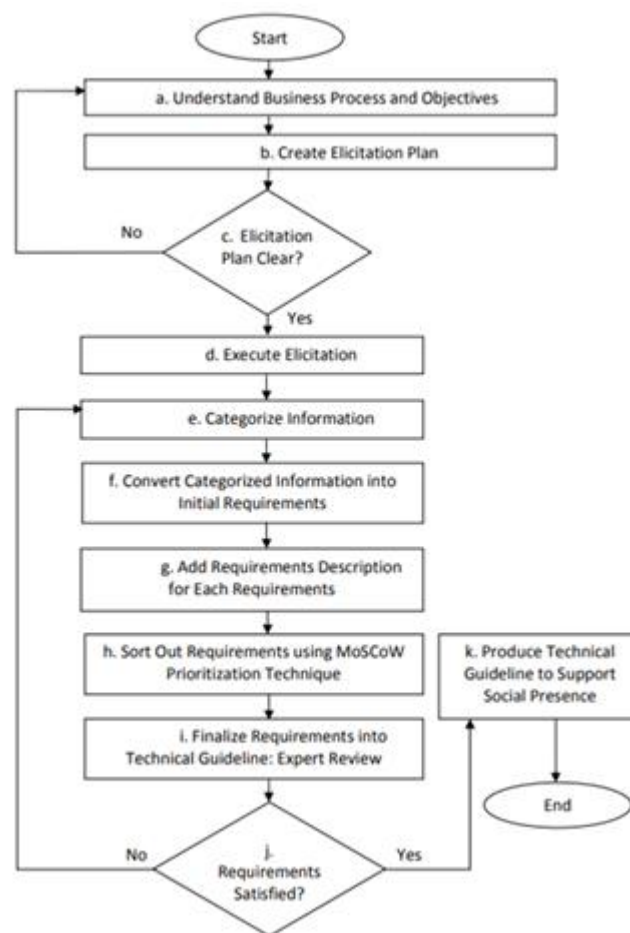 Start
a. Understand Business Process and Objectives
b. Create Elicitation Plan
No
c. Elicitation
Plan Clear?
Yes
d. Execute Elicitation
e. Categorize Information
f. Convert Categorized Information into
Initial Requirements
g. Add Requirements Description
for Each Requirements
h. Sort Out Requirements using MoSCoW
Prioritization Technique
k. Produce Technical
Guideline to Support
Social Presence
i. Finalize Requirements into
Technical Guideline: Expert Review
End
No
j.
Requirements
Satisfied?
Yes